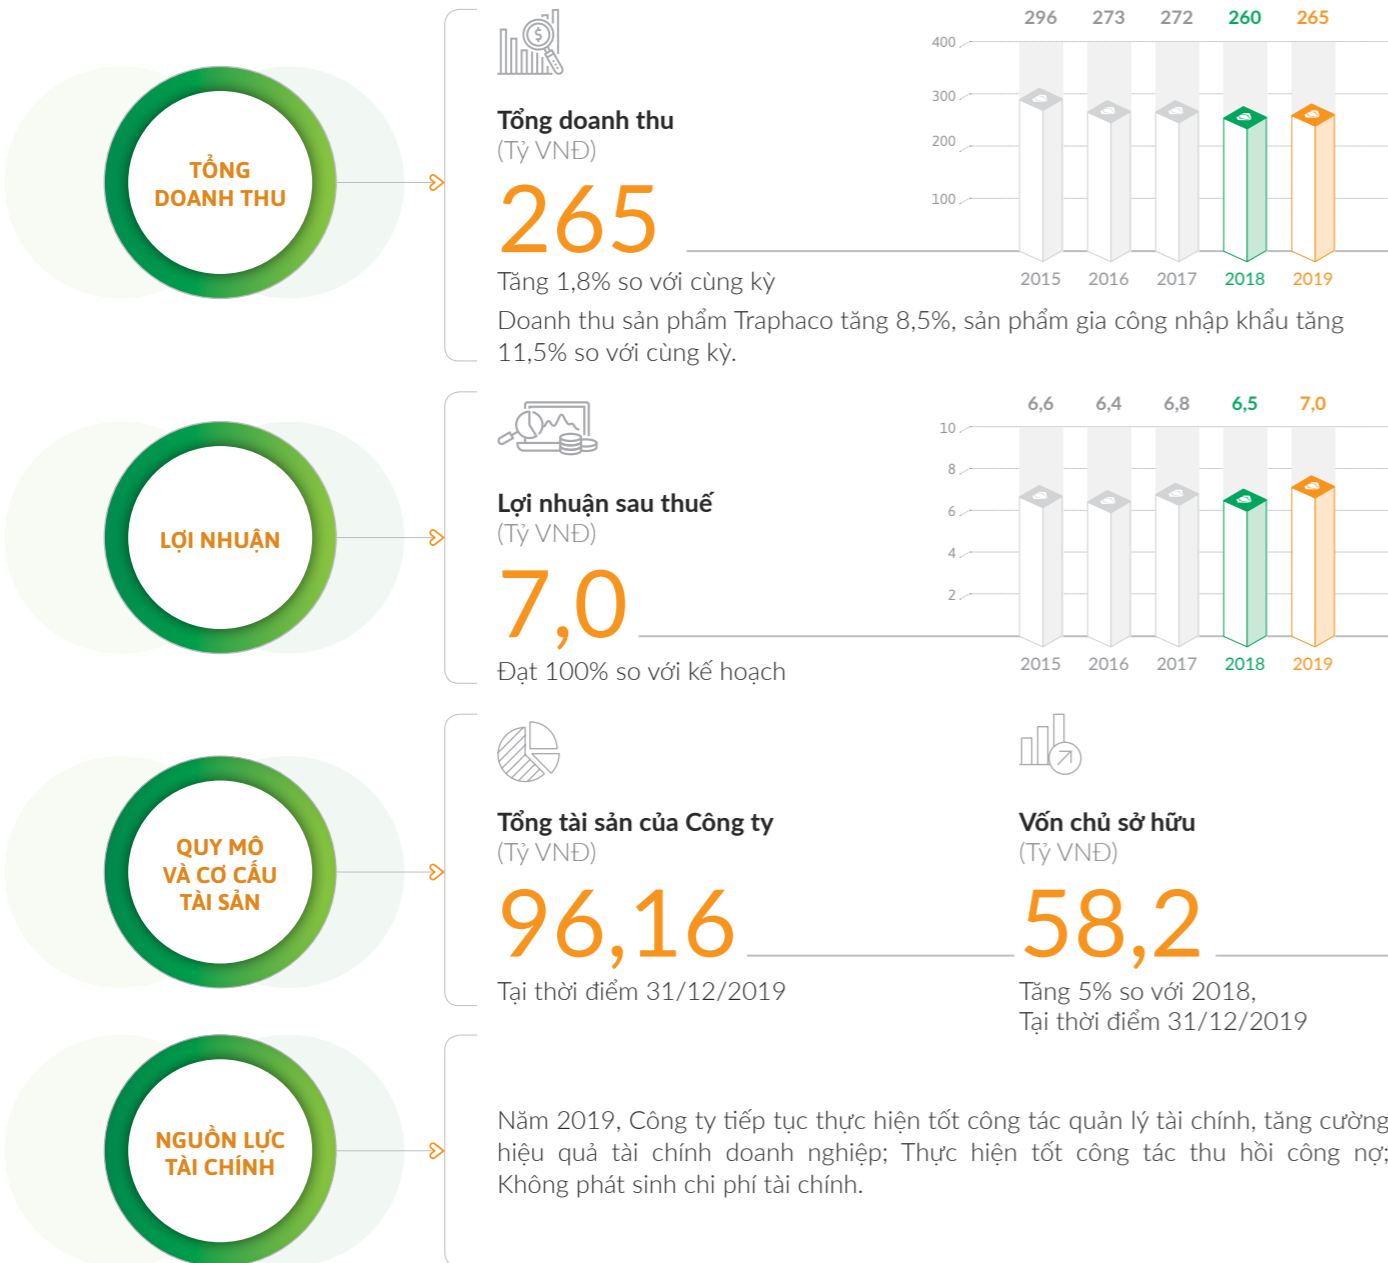 TỔNG
DOANH THU
Tổng doanh thu
(Tỷ VNĐ)
265
Tăng 1,8% so với cùng kỳ
296 273 272 260 265
400
300
200
100
2015 2016 2017 2018 2019
Doanh thu sản phẩm Traphaco tăng 8,5%, sản phẩm gia công nhập khẩu tăng
11,5% so với cùng kỳ.
LỢI NHUẬN
Lợi nhuận sau thuế
(Tỷ VNĐ)
7,0
Đạt 100% so với kế hoạch
6,6 6,4 6,8 6,5 7,0
10
8
6
4
2
2015 2016 2017 2018 2019
QUY MÔ
VÀ CƠ CẤU
TÀI SẢN
Tổng tài sản của Công ty
(Tỷ VNĐ)
96,16
Tại thời điểm 31/12/2019
Vốn chủ sở hữu
(Tỷ VNĐ)
58,2
Tăng 5% so với 2018,
Tại thời điểm 31/12/2019
NGUỒN LỰC
TÀI CHÍNH
Năm 2019, Công ty tiếp tục thực hiện tốt công tác quản lý tài chính, tăng cường
hiệu quả tài chính doanh nghiệp; Thực hiện tốt công tác thu hồi công nợ;
Không phát sinh chi phí tài chính.